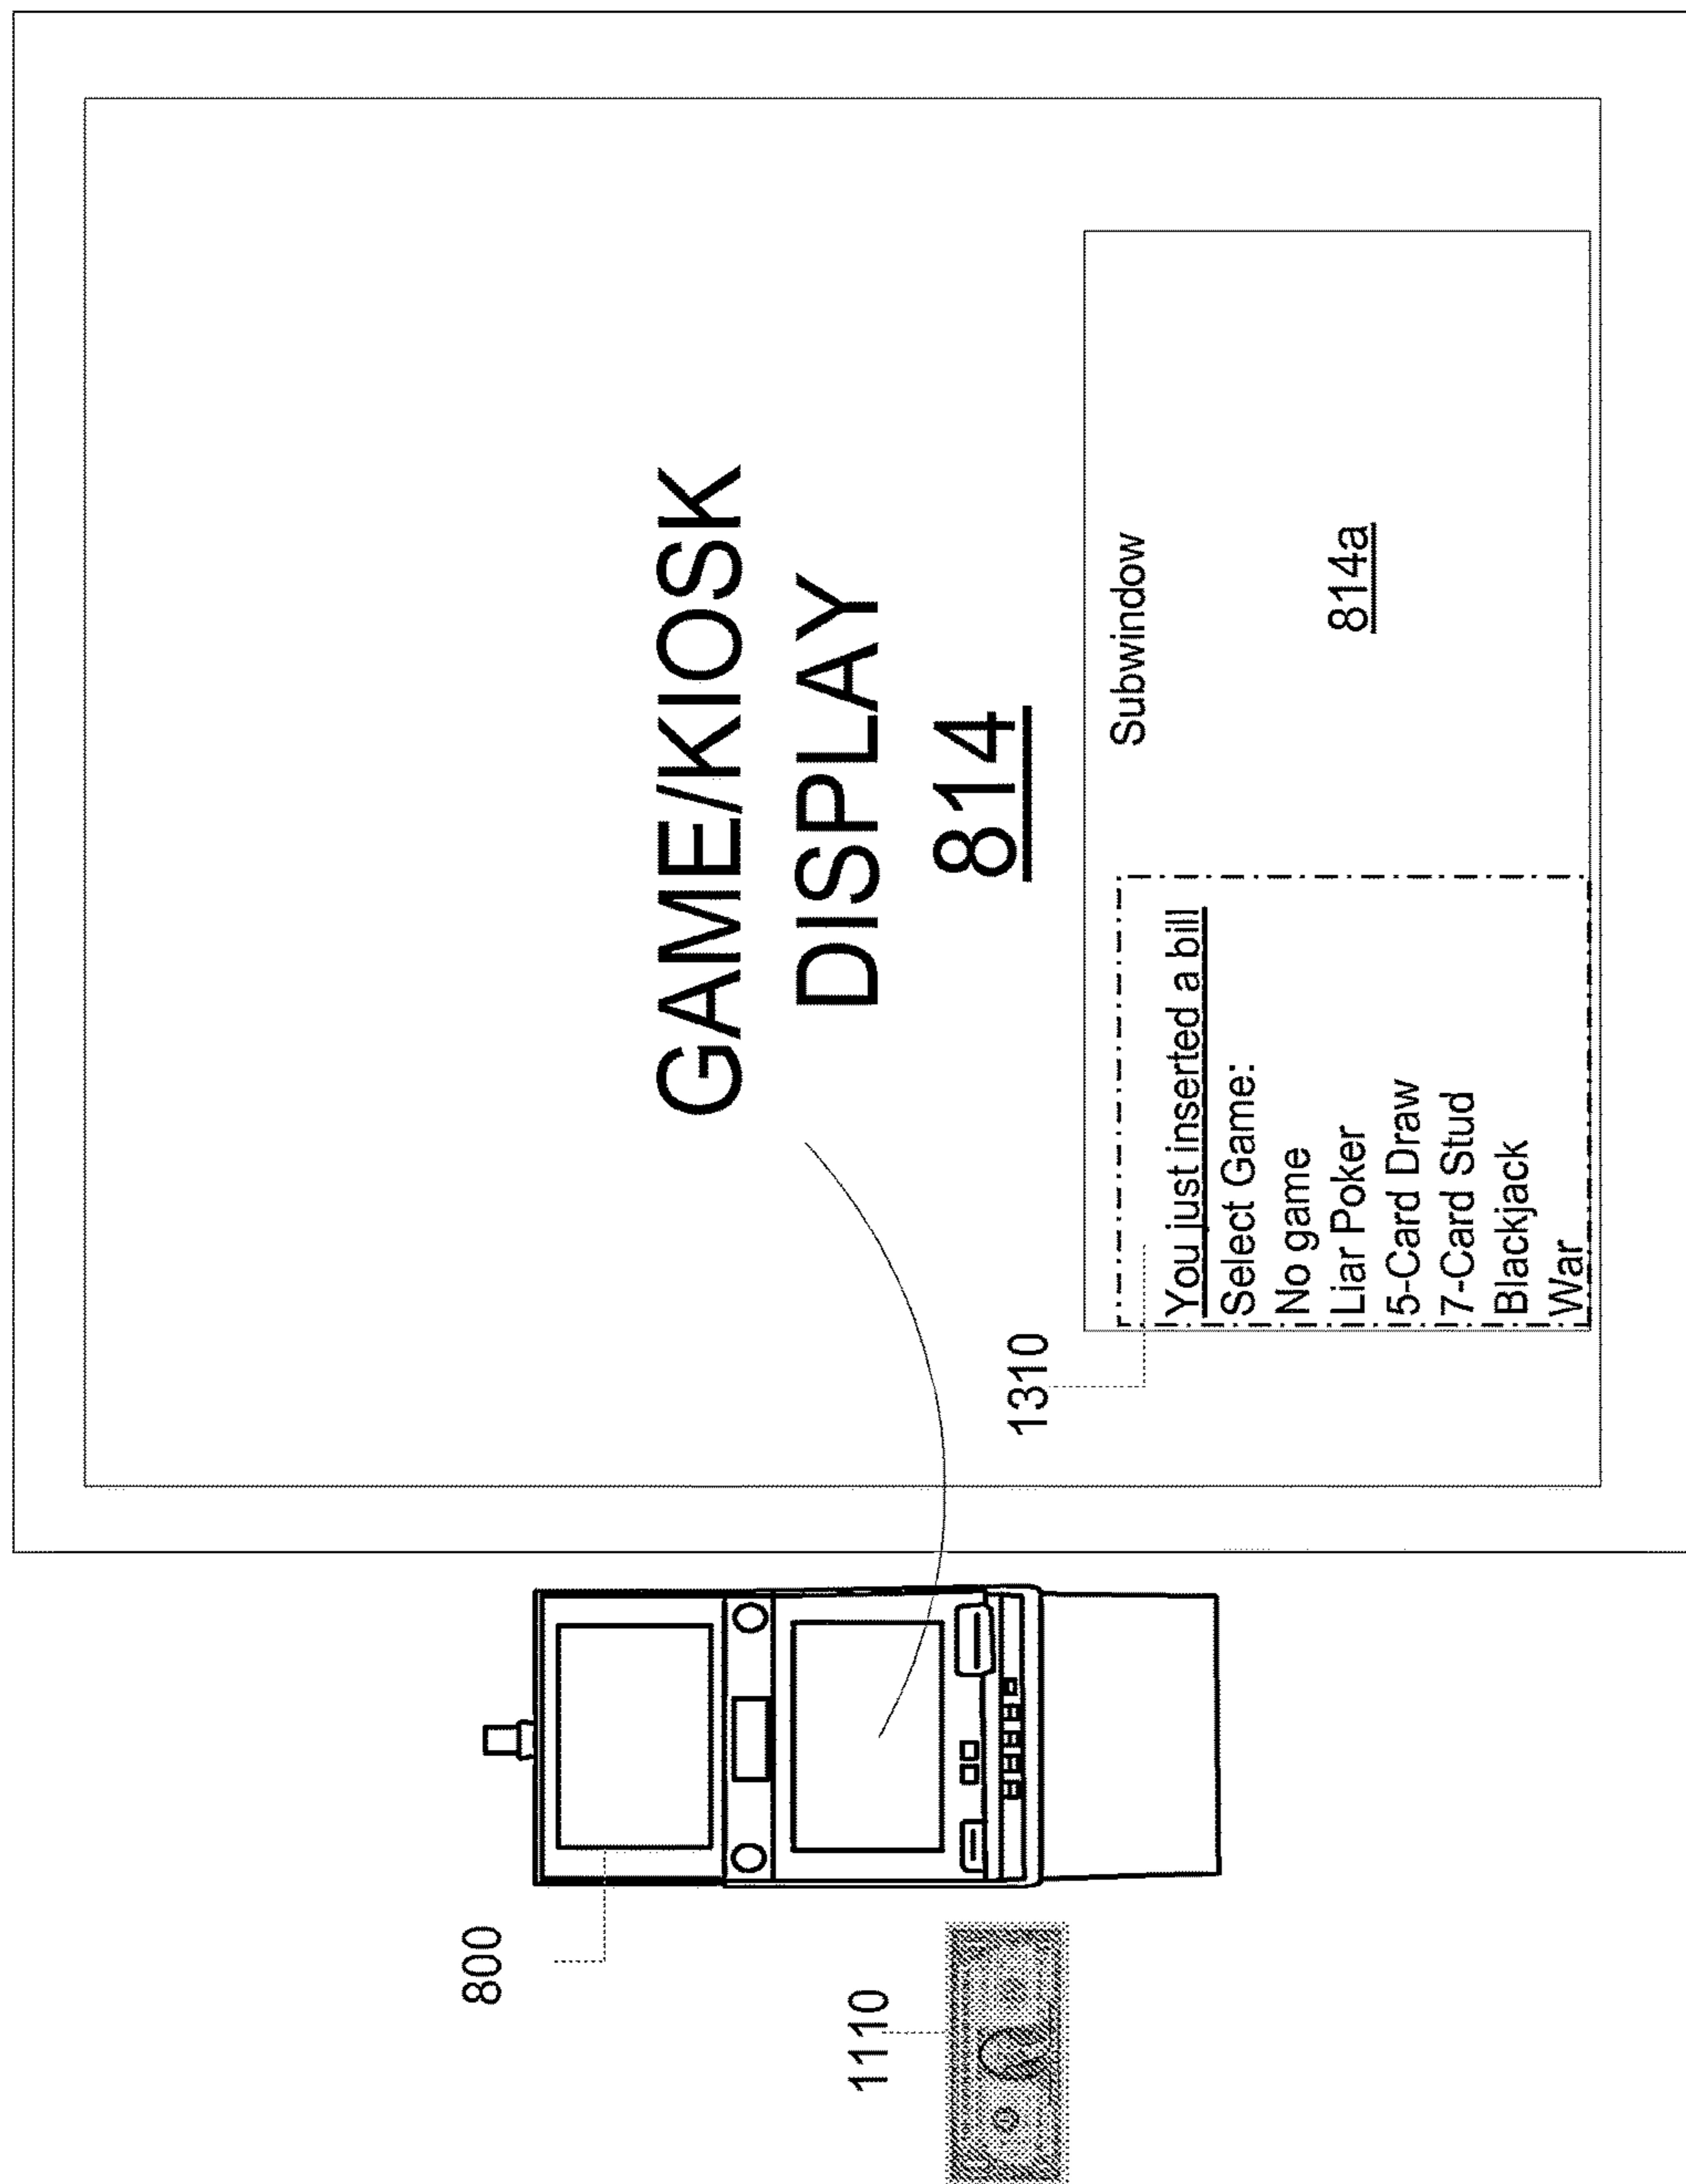 GAME/KIOSK
DISPLAY
814
800
1110
1310
Subwindow
814a
You just inserted a bill
Select Game:
No game
Liar Poker
5-Card Draw
7-Card Stud
Blackjack
War